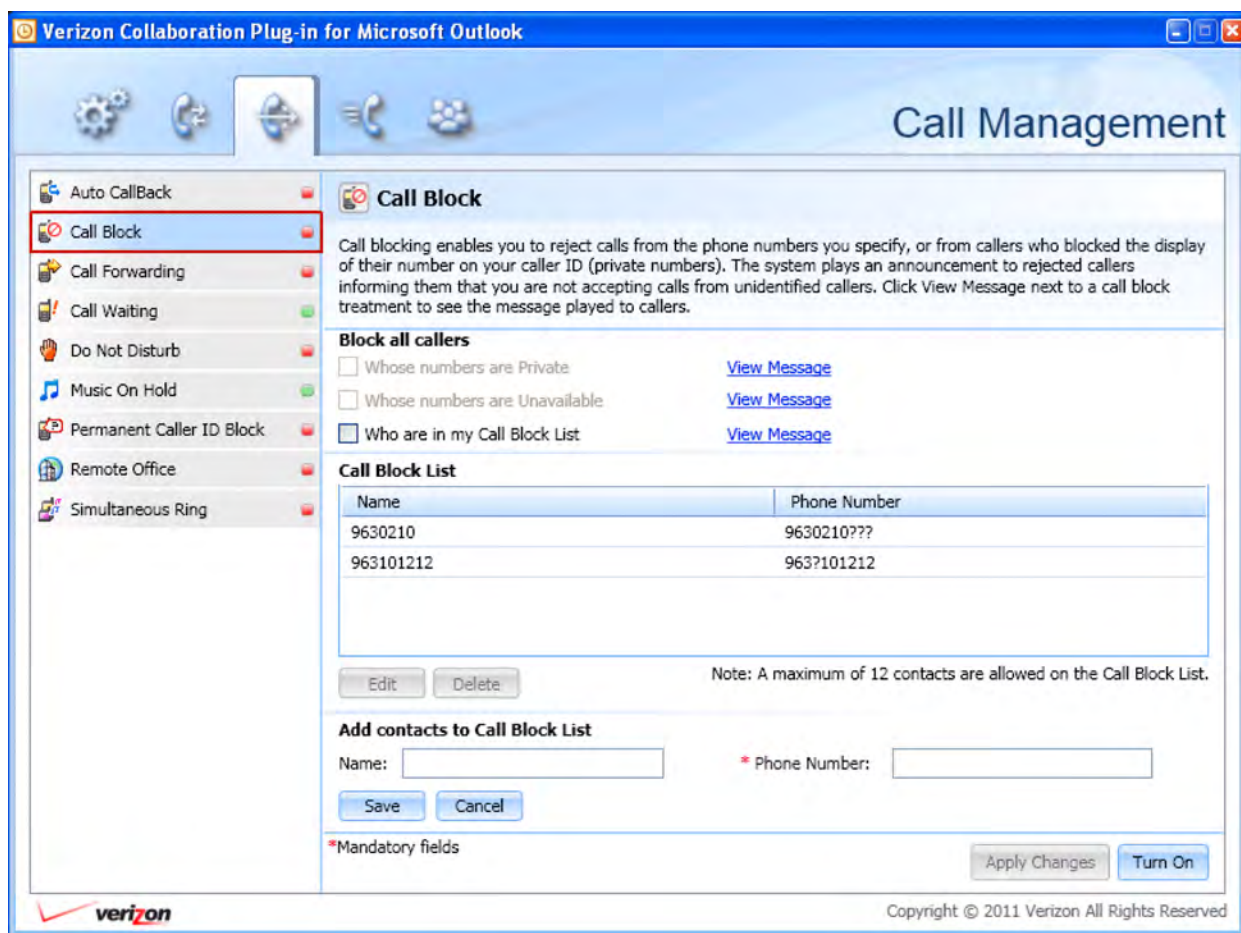 Verizon Collaboration Plug-in for Microsoft Outlook
Call Management
Auto CallBack
Call Block
Call Forwarding
Call Waiting
Do Not Disturb
Music On Hold
Permanent Caller ID Block
Remote Office
Simultaneous Ring
Call Block
Call blocking enables you to reject calls from the phone numbers you specify, or from callers who blocked the display
of their number on your caller ID (private numbers). The system plays an announcement to rejected callers
informing them that you are not accepting calls from unidentified callers. Click View Message next to a call block
treatment to see the message played to callers.
Block all callers
Whose numbers are Private View Message
Whose numbers are Unavailable View Message
Who are in my Call Block List View Message
Call Block List
Name Phone Number
9630210 9630210???
963101212 963?101212
Edit Delete Note: A maximum of 12 contacts are allowed on the Call Block List.
Add contacts to Call Block List
Name: * Phone Number:
Save Cancel
*Mandatory fields
Apply Changes Turn On
verizon Copyright © 2011 Verizon All Rights Reserved